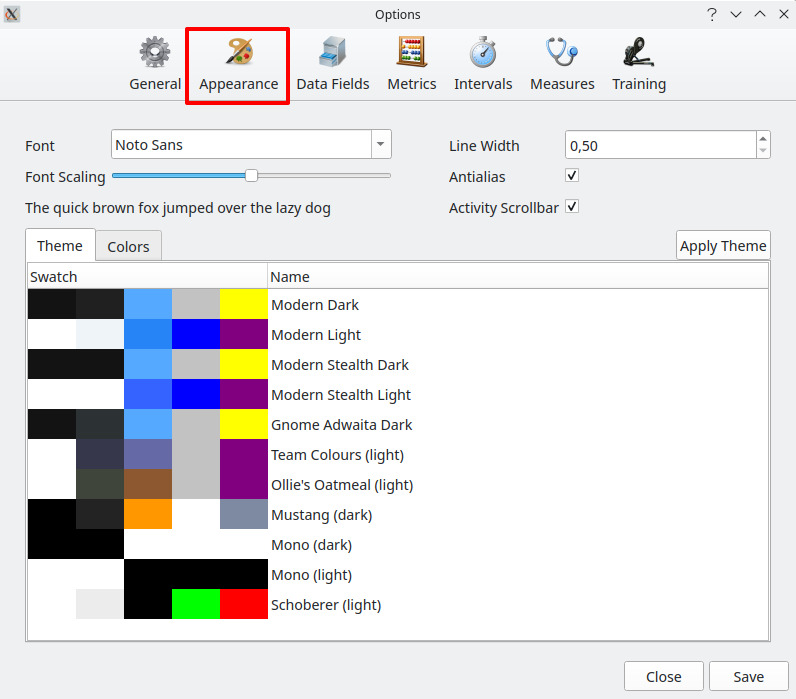 Options
General Appearance Data Fields Metrics Intervals Measures Training
Font Noto Sans Line Width 0,50
Font Scaling Antialias
The quick brown fox jumped over the lazy dog Activity Scrollbar
Theme Colors Apply Theme
Swatch Name
Modern Dark
Modern Light
Modern Stealth Dark
Modern Stealth Light
Gnome Adwaita Dark
Team Colours (light)
Ollie's Oatmeal (light)
Mustang (dark)
Mono (dark)
Mono (light)
Schoberer (light)
Close Save